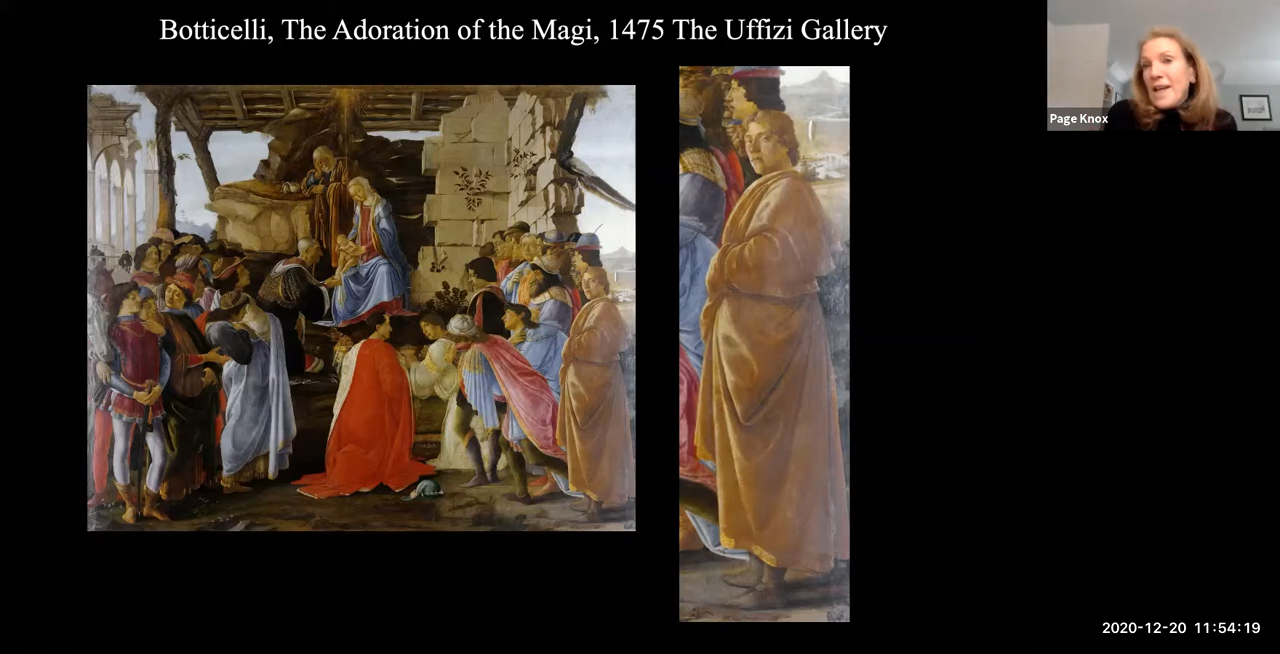 Botticelli, The Adoration of the Magi, 1475 The Uffizi Gallery
Page Knox
2020-12-20 11:54:19